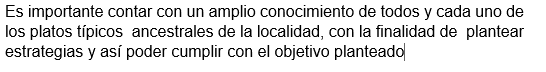 Es importante contar con un amplio conocimiento de todos y cada uno de
los platos típicos  ancestrales de la localidad, con la finalidad de  plantear
estrategias y así poder cumplir con el objetivo planteado